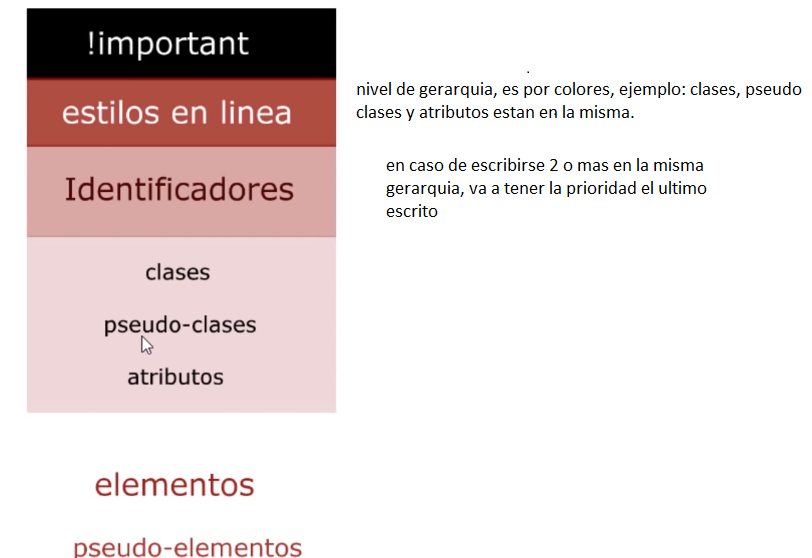 !important
estilos en linea
Identificadores
clases
pseudo-clases
atributos
elementos
pseudo-elementos
.
nivel de gerarquia, es por colores, ejemplo: clases, pseudo
clases y atributos estan en la misma.
en caso de escribirse 2 o mas en la misma
gerarquia, va a tener la prioridad el ultimo
escrito